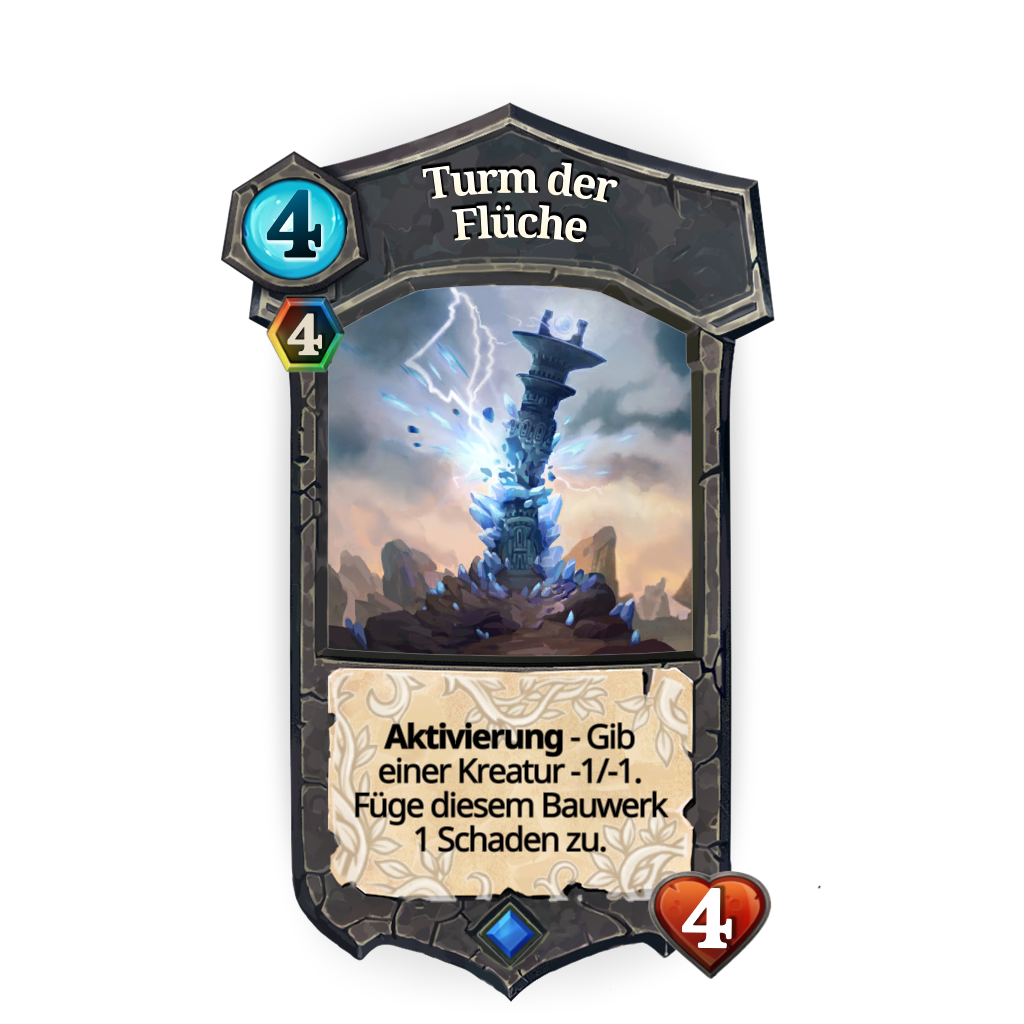 Turm der
Flüche
4
4
Aktivierung - Gib
einer Kreatur -1/-1.
Füge diesem Bauwerk
1 Schaden zu.
4